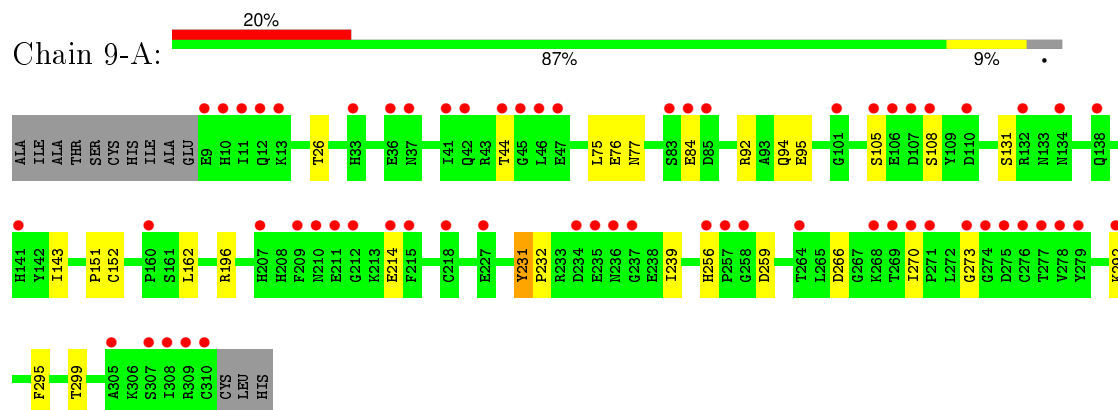 20%
Chain 9-A:
87% 9% •
ALA ILE ALA THR SER CYS HIS ILE ALA GLU E9 H10 I11 Q12 K13 T26 H33 E36 N37 I41 Q42 R43 T44 G45 L46 E47 L75 E76 N77 S83 E84 D85 R92 A93 Q94 E95 G101 S105 E106 D107 S108 Y109 D110 S131 R132 N133 N134 Q138
H141 Y142 I143 P151 C152 P160 S161 L162 R196 H207 H208 F209 N210 E211 G212 K213 E214 F215 C218 E227 Y231 P232 R233 D234 E235 N236 G237 E238 I239 H256 P257 G258 D259 T264 L265 D266 G267 K268 T269 I270 P271 L272 G273 G274 D275 C276 T277 V278 Y279 K292
F295 T299 A305 K306 S307 I308 R309 C310 CYS LEU HIS